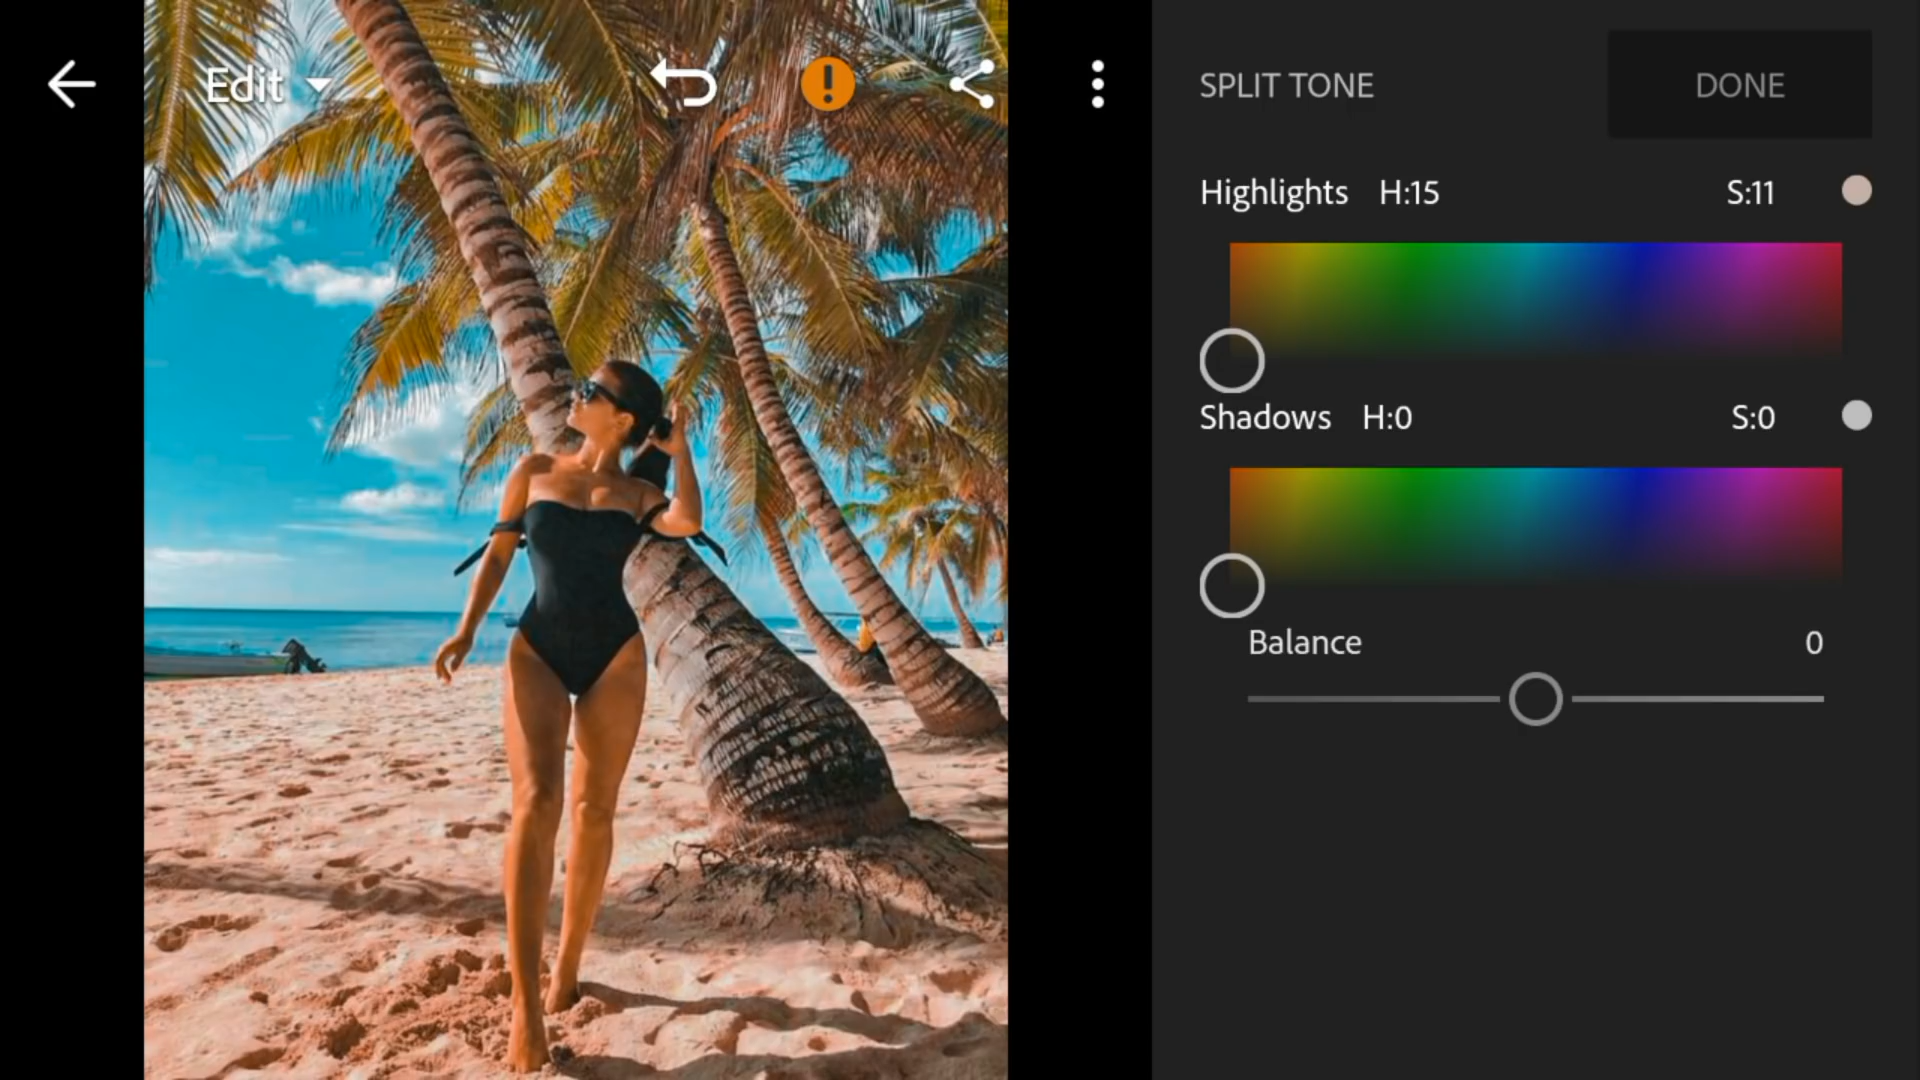 Edit
SPLIT TONE
DONE
Highlights H:15 S:11
Shadows H:0 S:0
Balance 0